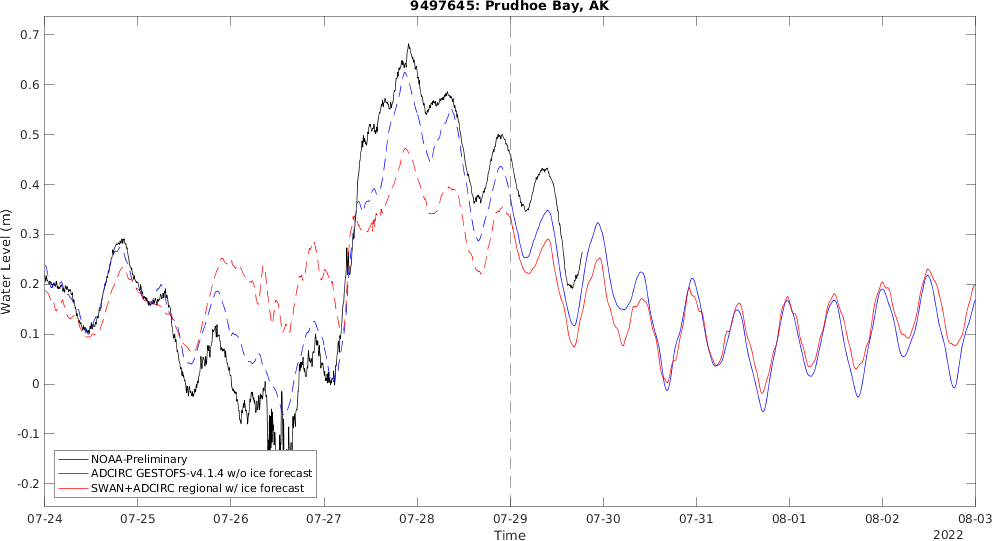 9497645: Prudhoe Bay, AK
0.7
0.6
0.5
0.4
0.3
0.2
0.1
0
-0.1
-0.2
Water Level (m)
NOAA-Preliminary
ADCIRC GESTOFS-v4.1.4 w/o ice forecast
SWAN+ADCIRC regional w/ ice forecast
07-24 07-25 07-26 07-27 07-28 07-29 07-30 07-31 08-01 08-02 08-03
Time
2022